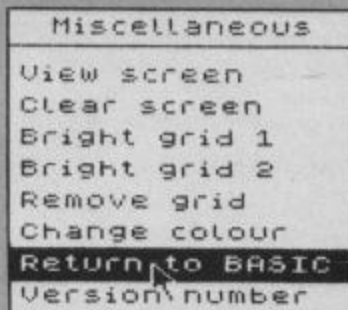 Miscellaneous
View screen
Clear screen
Bright grid 1
Bright grid 2
Remove grid
Change colour
Return to BASIC
Version number